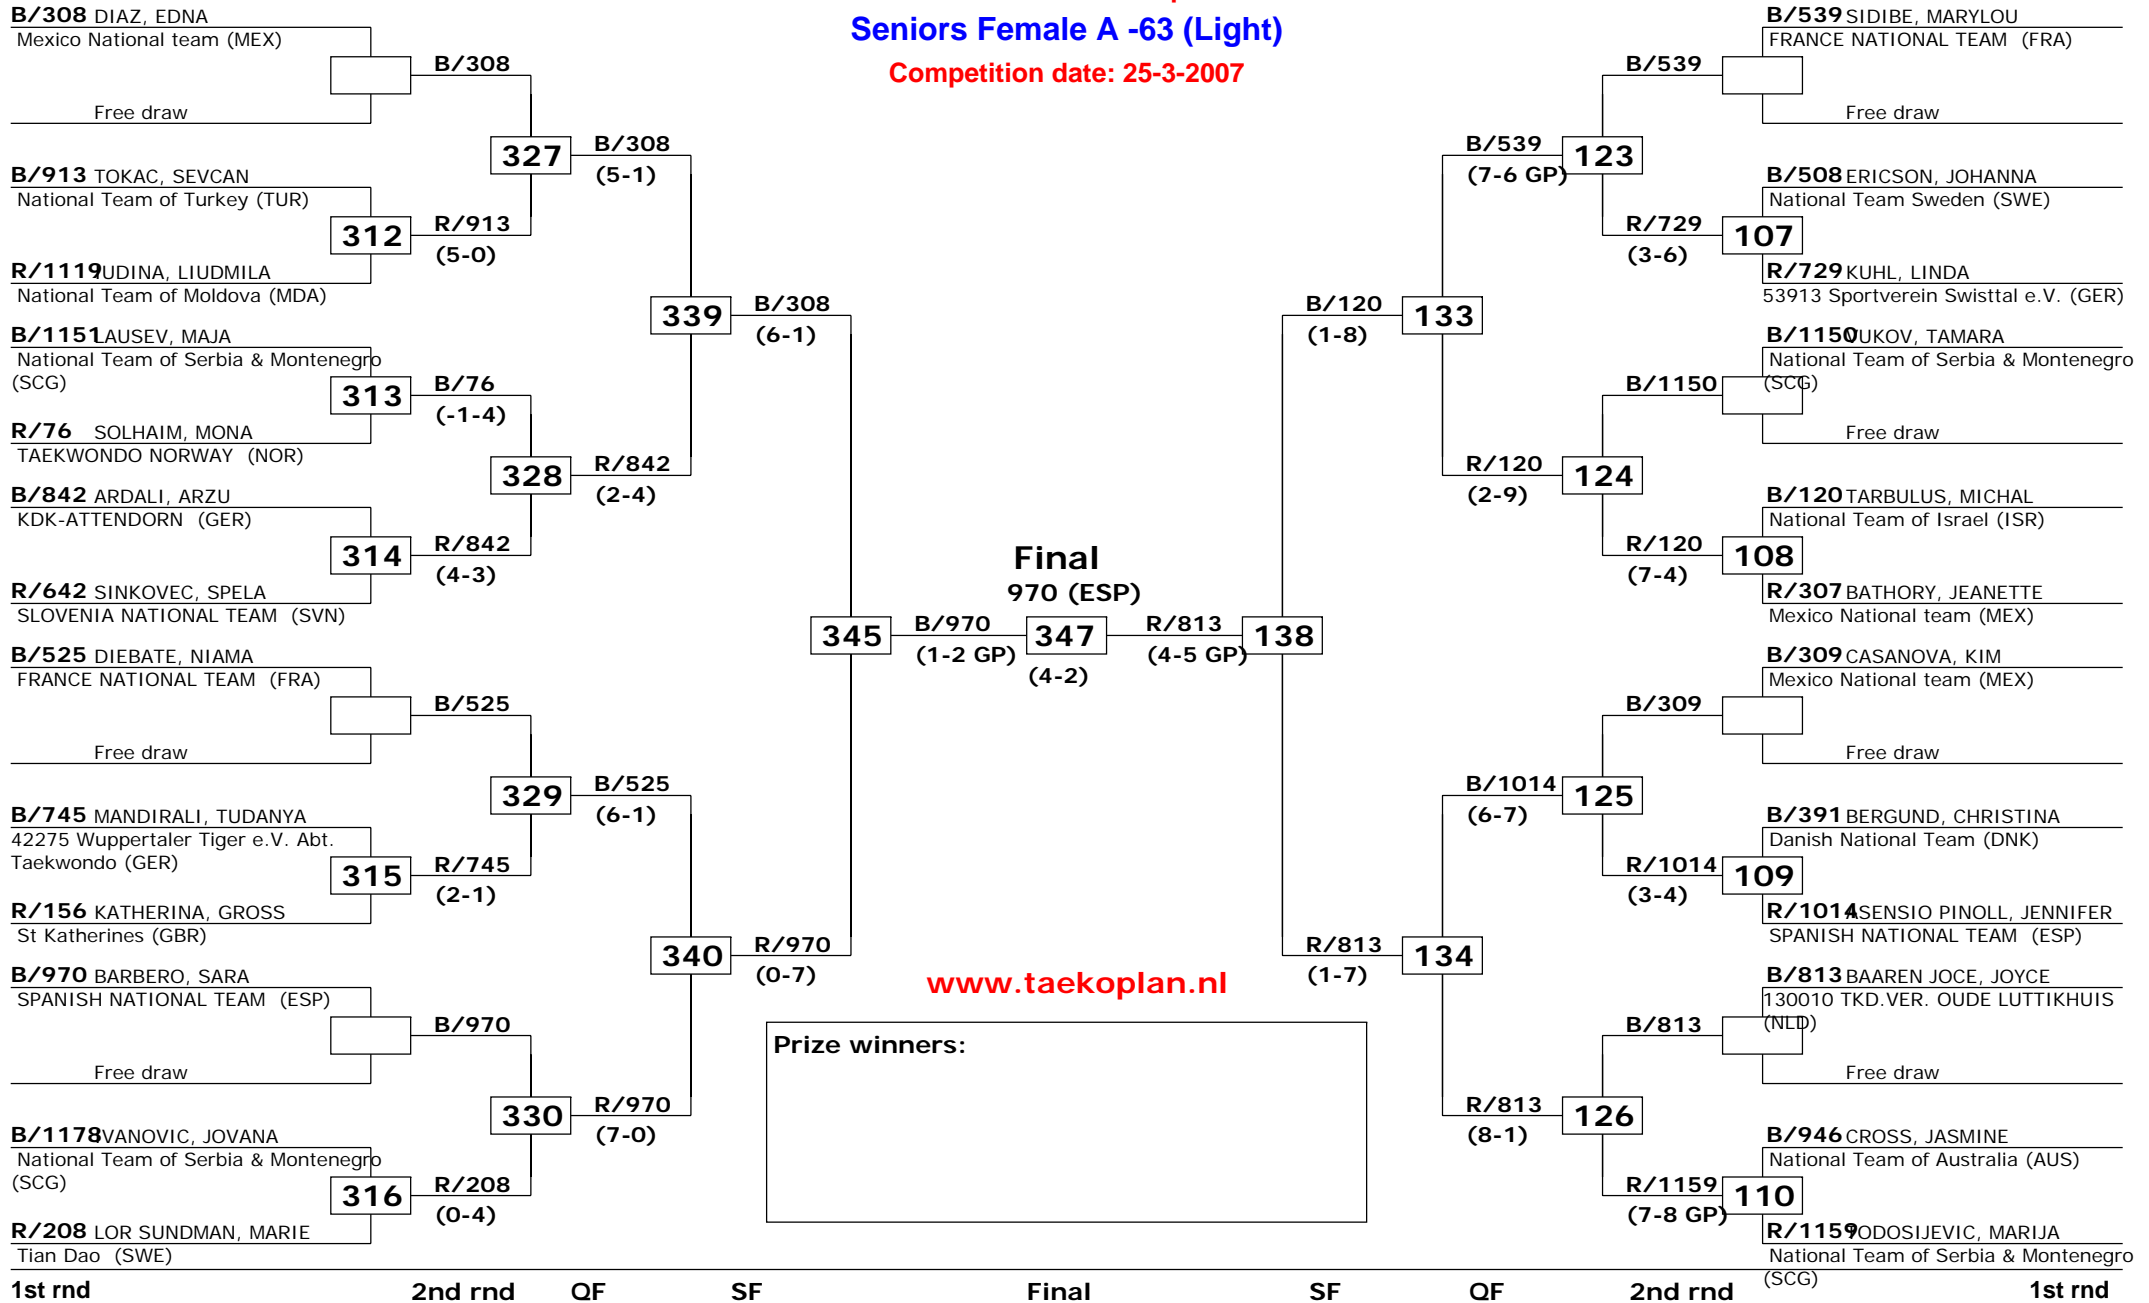 Seniors Female A -63 (Light)
Competition date: 25-3-2007
B/308 DIAZ, EDNA
Mexico National team (MEX)
B/308
Free draw
327
B/308
(5-1)
B/913 TOKAC, SEVCAN
National Team of Turkey (TUR)
312
R/913
(5-0)
R/1119 IUDINA, LIUDMILA
National Team of Moldova (MDA)
339
B/308
(6-1)
B/1151 LAUSEV, MAJA
National Team of Serbia & Montenegro
(SCG)
313
B/76
(-1-4)
R/76 SOLHAIM, MONA
TAEKWONDO NORWAY (NOR)
328
R/842
(2-4)
B/842 ARDALI, ARZU
KDK-ATTENDORN (GER)
314
R/842
(4-3)
R/642 SINKOVEC, SPELA
SLOVENIA NATIONAL TEAM (SVN)
345
B/970
(1-2 GP)
B/525 DIEBATE, NIAMA
FRANCE NATIONAL TEAM (FRA)
B/525
Free draw
329
B/525
(6-1)
B/745 MANDIRALI, TUDANYA
42275 Wuppertaler Tiger e.V. Abt.
Taekwondo (GER)
315
R/745
(2-1)
R/156 KATHERINA, GROSS
St Katherines (GBR)
340
R/970
(0-7)
B/970 BARBERO, SARA
SPANISH NATIONAL TEAM (ESP)
B/970
Free draw
330
R/970
(7-0)
B/1178 IVANOVIC, JOVANA
National Team of Serbia & Montenegro
(SCG)
316
R/208
(0-4)
R/208 LOR SUNDMAN, MARIE
Tian Dao (SWE)
Final
970 (ESP)
347
(4-2)
www.taekoplan.nl
Prize winners:
B/539 SIDIBE, MARYLOU
FRANCE NATIONAL TEAM (FRA)
B/539
Free draw
B/539
123
(7-6 GP)
B/508 ERICSON, JOHANNA
National Team Sweden (SWE)
R/729
107
(3-6)
R/729 KUHL, LINDA
53913 Sportverein Swisttal e.V. (GER)
B/120
133
(1-8)
B/1150 VUKOV, TAMARA
National Team of Serbia & Montenegro
(SCG)
B/1150
Free draw
R/120
124
(2-9)
B/120 TARBULUS, MICHAL
National Team of Israel (ISR)
R/120
108
(7-4)
R/307 BATHORY, JEANETTE
Mexico National team (MEX)
R/813
138
(4-5 GP)
B/309 CASANOVA, KIM
Mexico National team (MEX)
B/309
Free draw
B/1014
125
(6-7)
B/391 BERGUND, CHRISTINA
Danish National Team (DNK)
R/1014
109
(3-4)
R/1014 ASENSIO PINOLL, JENNIFER
SPANISH NATIONAL TEAM (ESP)
R/813
134
(1-7)
B/813 BAAREN JOCE, JOYCE
130010 TKD.VER. OUDE LUTTIKHUIS
(NLD)
B/813
Free draw
R/813
126
(8-1)
B/946 CROSS, JASMINE
National Team of Australia (AUS)
R/1159
110
(7-8 GP)
R/1159 TODOSIJEVIC, MARIJA
National Team of Serbia & Montenegro
(SCG)
1st rnd 2nd rnd QF SF Final SF QF 2nd rnd 1st rnd